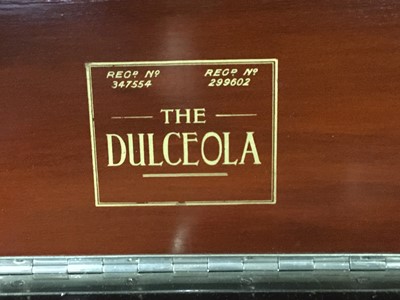 REGD NO REGD NO
347554 299602
THE
DULCEOLA